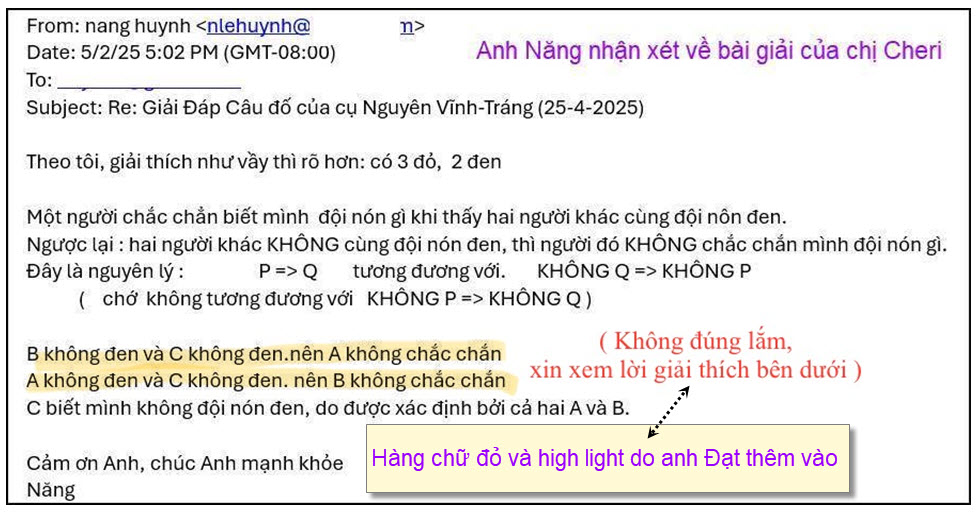 From: nang huynh <nlehuynh@ m>
Date: 5/2/25 5:02 PM (GMT-08:00)
Anh Năng nhận xét về bài giải của chị Cheri
To:
Subject: Re: Giải Đáp Câu đố của cụ Nguyên Vĩnh-Tráng (25-4-2025)
Theo tôi, giải thích như vầy thì rõ hơn: có 3 đỏ, 2 đen
Một người chắc chẳn biết mình đội nón gì khi thấy hai người khác cùng đội nôn đen.
Ngược lại : hai người khác KHÔNG cùng đội nón đen, thì người đó KHÔNG chắc chắn mình đội nón gì.
Đây là nguyên lý : P => Q tương đương với. KHÔNG Q => KHÔNG P
( chớ không tương đương với KHÔNG P => KHÔNG Q )
B không đen và C không đen.nên A không chắc chắn
A không đen và C không đen. nên B không chắc chắn
C biết mình không đội nón đen, do được xác định bởi cả hai A và B.
( Không đúng lắm,
xin xem lời giải thích bên dưới )
Hàng chữ đỏ và high light do anh Đạt thêm vào
Cảm ơn Anh, chúc Anh mạnh khỏe
Năng